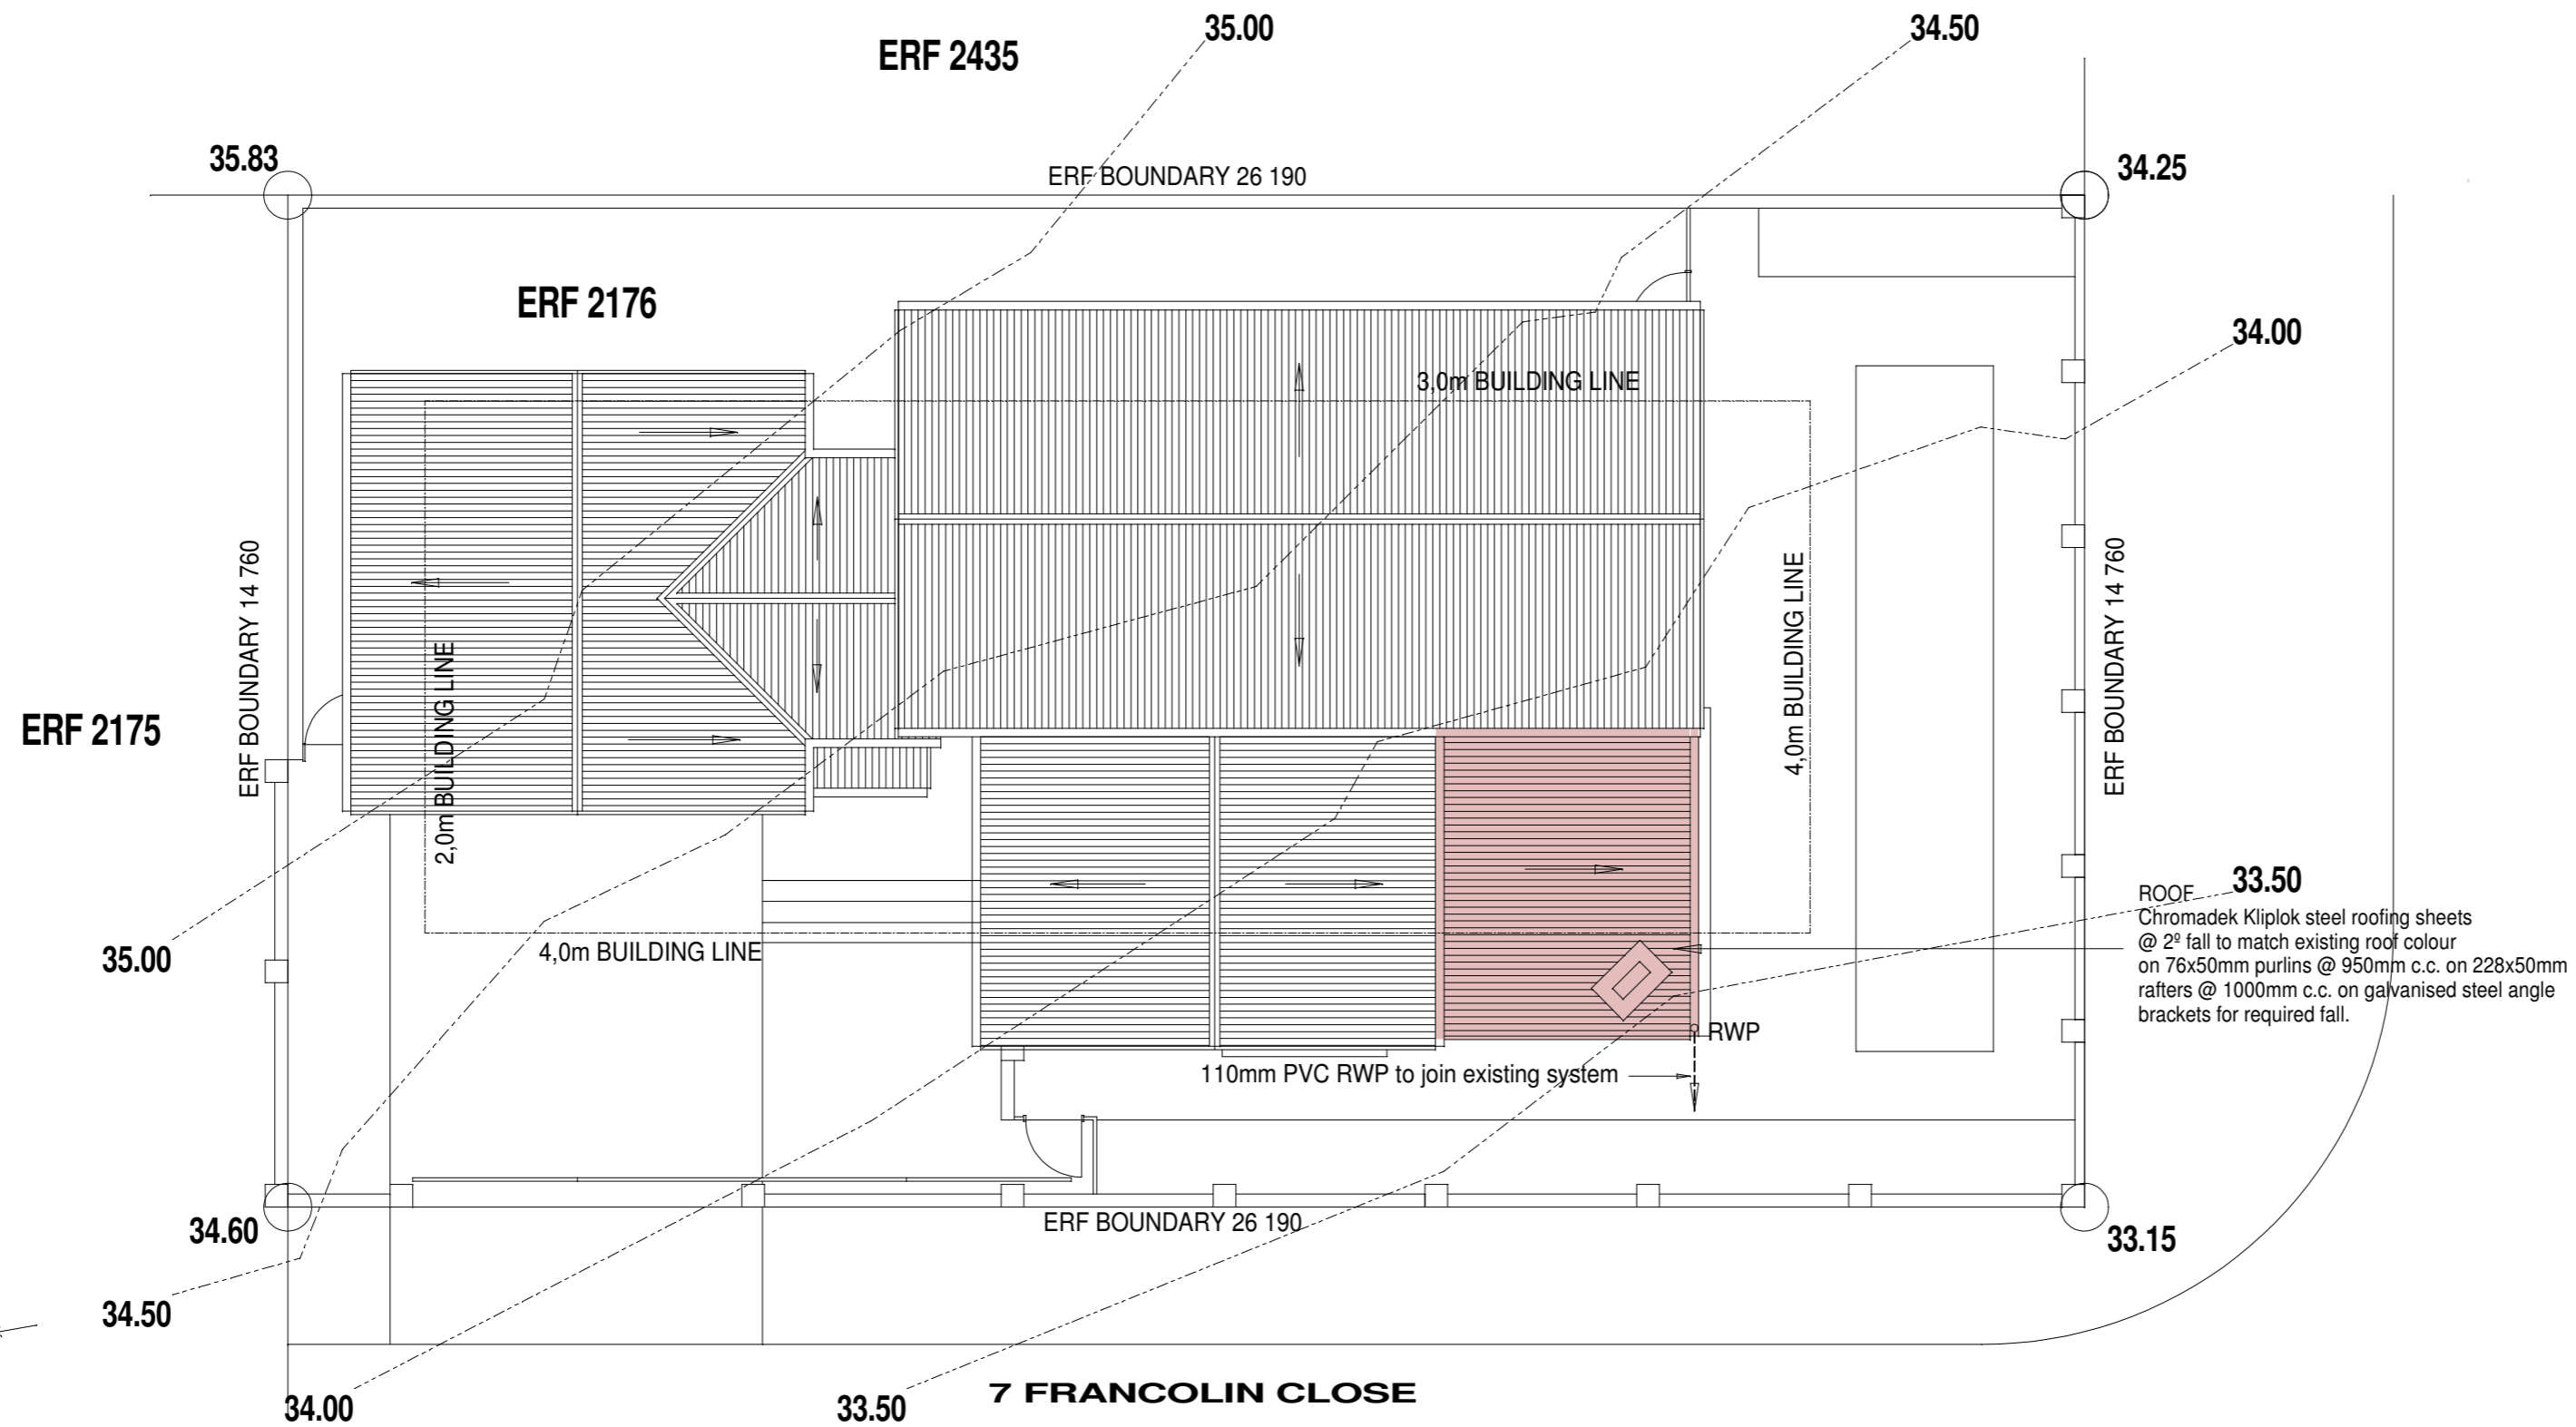 35.00
34.50
ERF 2435
35.83
34.25
ERF BOUNDARY 26 190
ERF 2176
34.00
3,0m BUILDING LINE
ERF BOUNDARY 14 760
2,0m BUILDING LINE
4,0m BUILDING LINE
ERF BOUNDARY 14 760
ERF 2175
33.50
ROOF
Chromadek Kliplok steel roofing sheets
@ 2º fall to match existing roof colour
on 76x50mm purlins @ 950mm c.c. on 228x50mm
rafters @ 1000mm c.c. on galvanised steel angle
brackets for required fall.
4,0m BUILDING LINE
35.00
RWP
110mm PVC RWP to join existing system
ERF BOUNDARY 26 190
34.60
33.15
34.50
7 FRANCOLIN CLOSE
34.00
33.50